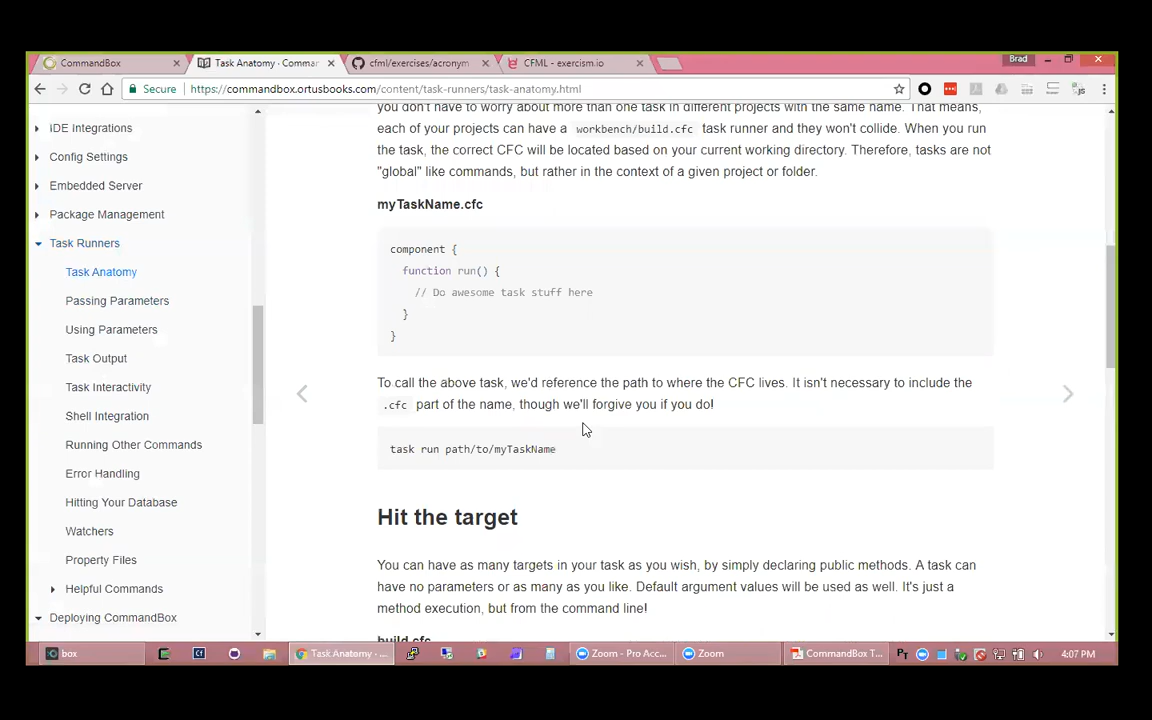 CommandBox
Task Anatomy · Comma
cfml/exercises/acronym
CFML - exercism.io
Brad
Secure
https://commandbox.ortusbooks.com/content/task-runners/task-anatomy.html
IDE Integrations
Config Settings
Embedded Server
Package Management
Task Runners
Task Anatomy
Passing Parameters
Using Parameters
Task Output
Task Interactivity
Shell Integration
Running Other Commands
Error Handling
Hitting Your Database
Watchers
Property Files
Helpful Commands
Deploying CommandBox
you don't have to worry about more than one task in different projects with the same name. That means,
each of your projects can have a workbench/build.cfc task runner and they won't collide. When you run
the task, the correct CFC will be located based on your current working directory. Therefore, tasks are not
"global" like commands, but rather in the context of a given project or folder.
myTaskName.cfc
component {
function run() {
// Do awesome task stuff here
}
}
To call the above task, we'd reference the path to where the CFC lives. It isn't necessary to include the
.cfc part of the name, though we'll forgive you if you do!
task run path/to/myTaskName
Hit the target
You can have as many targets in your task as you wish, by simply declaring public methods. A task can
have no parameters or as many as you like. Default argument values will be used as well. It's just a
method execution, but from the command line!
build.cfc
box
Cf
Task Anatomy · ...
Zoom - Pro Acc...
Zoom
CommandBox T...
PT
4:07 PM